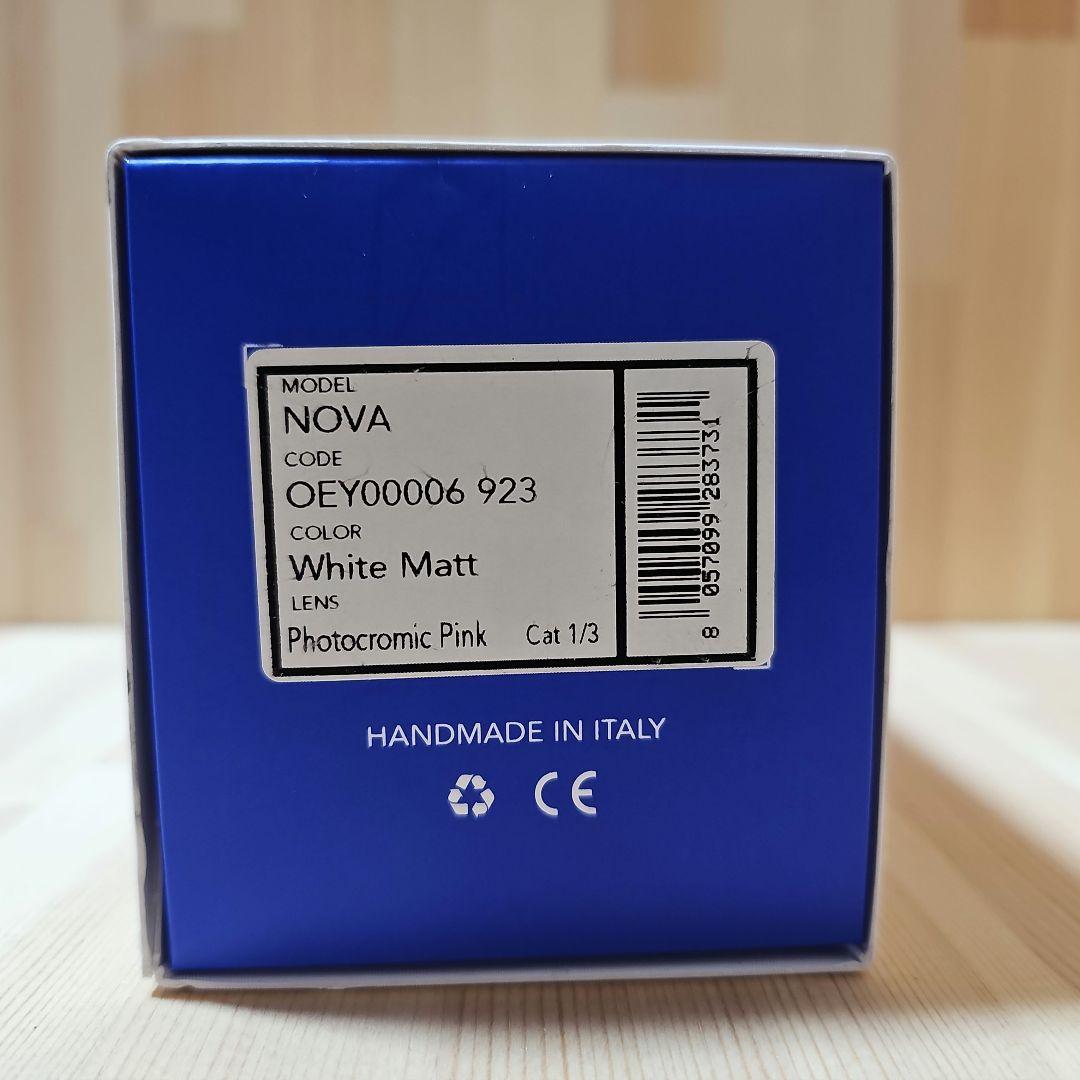 MODEL
NOVA
CODE
OEY00006 923
COLOR
White Matt
LENS
Photocromic Pink Cat 1/3
8 057099 283731
HANDMADE IN ITALY
CE